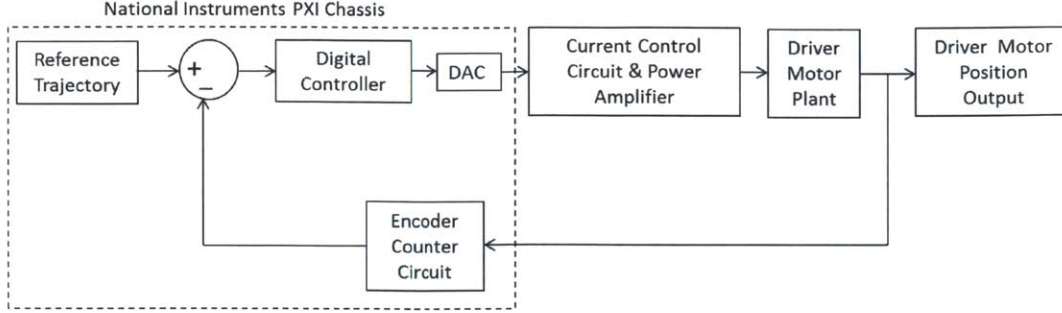 National Instruments PXI Chassis
Reference
Trajectory
+
−
Digital
Controller
DAC
Current Control
Circuit & Power
Amplifier
Driver
Motor
Plant
Driver Motor
Position
Output
Encoder
Counter
Circuit